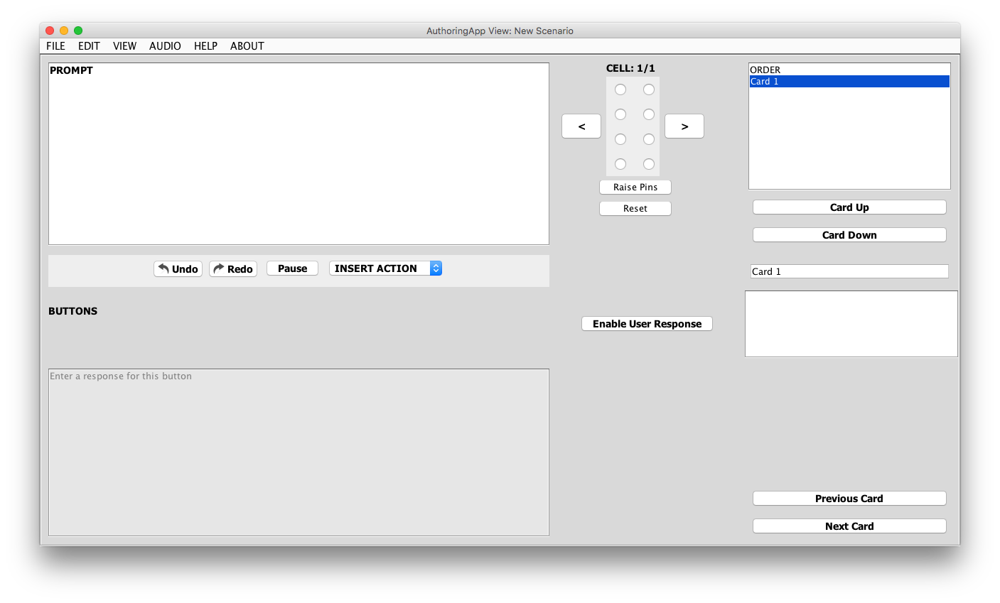 AuthoringApp View: New Scenario
FILE EDIT VIEW AUDIO HELP ABOUT
PROMPT
CELL: 1/1
<
>
Raise Pins
Reset
ORDER
Card 1
Card Up
Card Down
Undo Redo Pause INSERT ACTION
Card 1
BUTTONS
Enable User Response
Enter a response for this button
Previous Card
Next Card